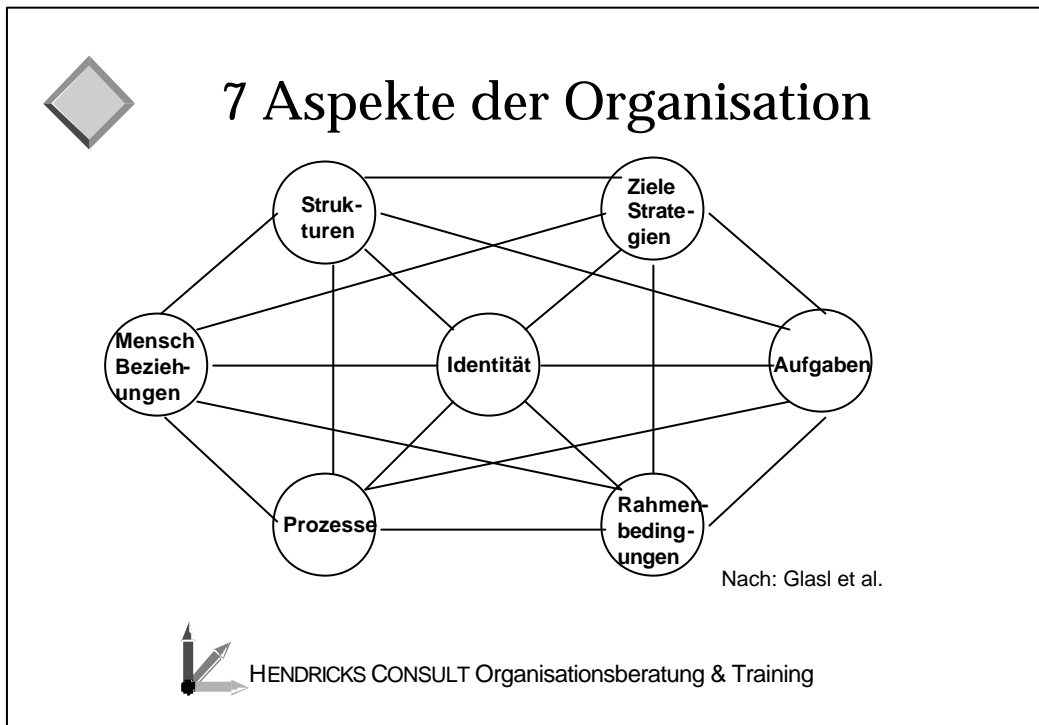 7 Aspekte der Organisation
Struk-
turen
Ziele
Strate-
gien
Mensch
Bezieh-
ungen
Identität
Aufgaben
Prozesse
Rahmen-
beding-
ungen
Nach: Glasl et al.
HENDRICKS CONSULT Organisationsberatung & Training